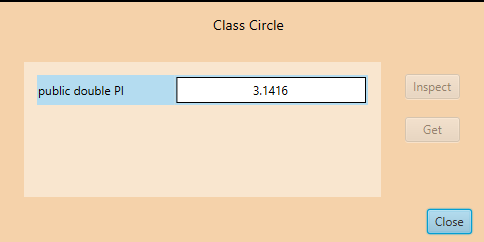 Class Circle
public double PI
3.1416
Inspect
Get
Close